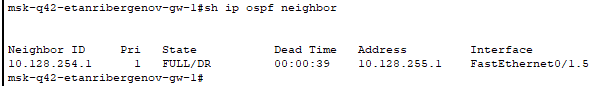 msk-q42-etanribergenov-gw-1#sh ip ospf neighbor
Neighbor ID Pri State Dead Time Address Interface
10.128.254.1 1 FULL/DR 00:00:39 10.128.255.1 FastEthernet0/1.5
msk-q42-etanribergenov-gw-1#